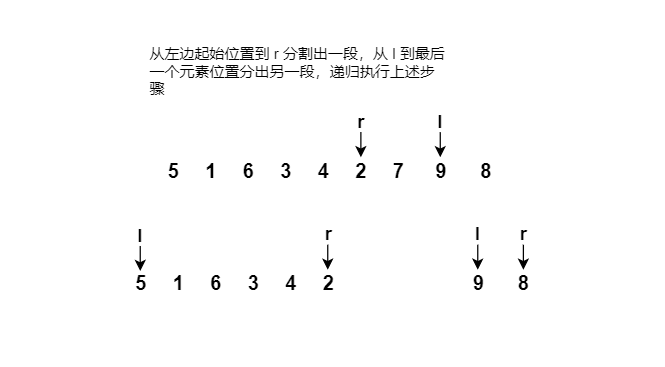 从左边起始位置到 r 分割出一段，从 l 到最后
一个元素位置分出另一段，递归执行上述步
骤
r l
5 1 6 3 4 2 7 9 8
l r l r
5 1 6 3 4 2 9 8